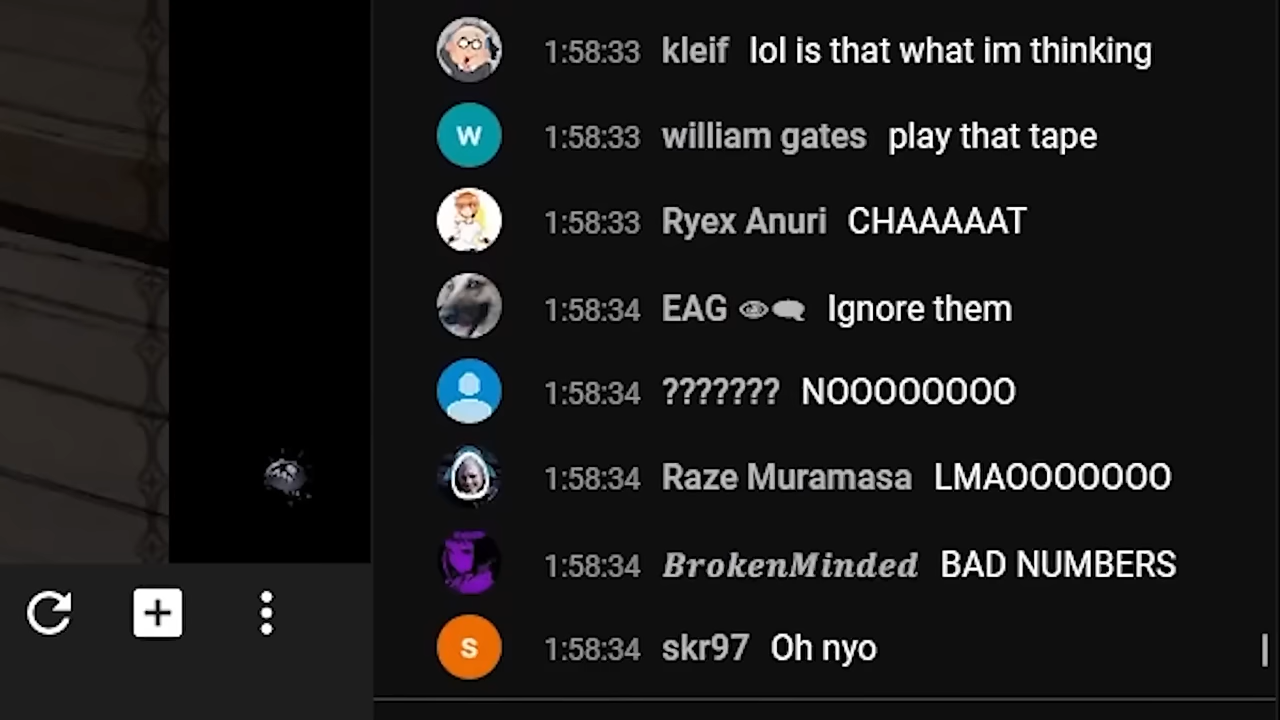 1:58:33 kleif lol is that what im thinking
W 1:58:33 william gates play that tape
1:58:33 Ryex Anuri CHAAAAAT
1:58:34 EAG 👁🗨 Ignore them
1:58:34 ??????? NOOOOOOOO
1:58:34 Raze Muramasa LMAOOOOOOO
1:58:34 𝑩𝒓𝒐𝒌𝒆𝒏𝑴𝒊𝒏𝒅𝒆𝒅 BAD NUMBERS
S 1:58:34 skr97 Oh nyo